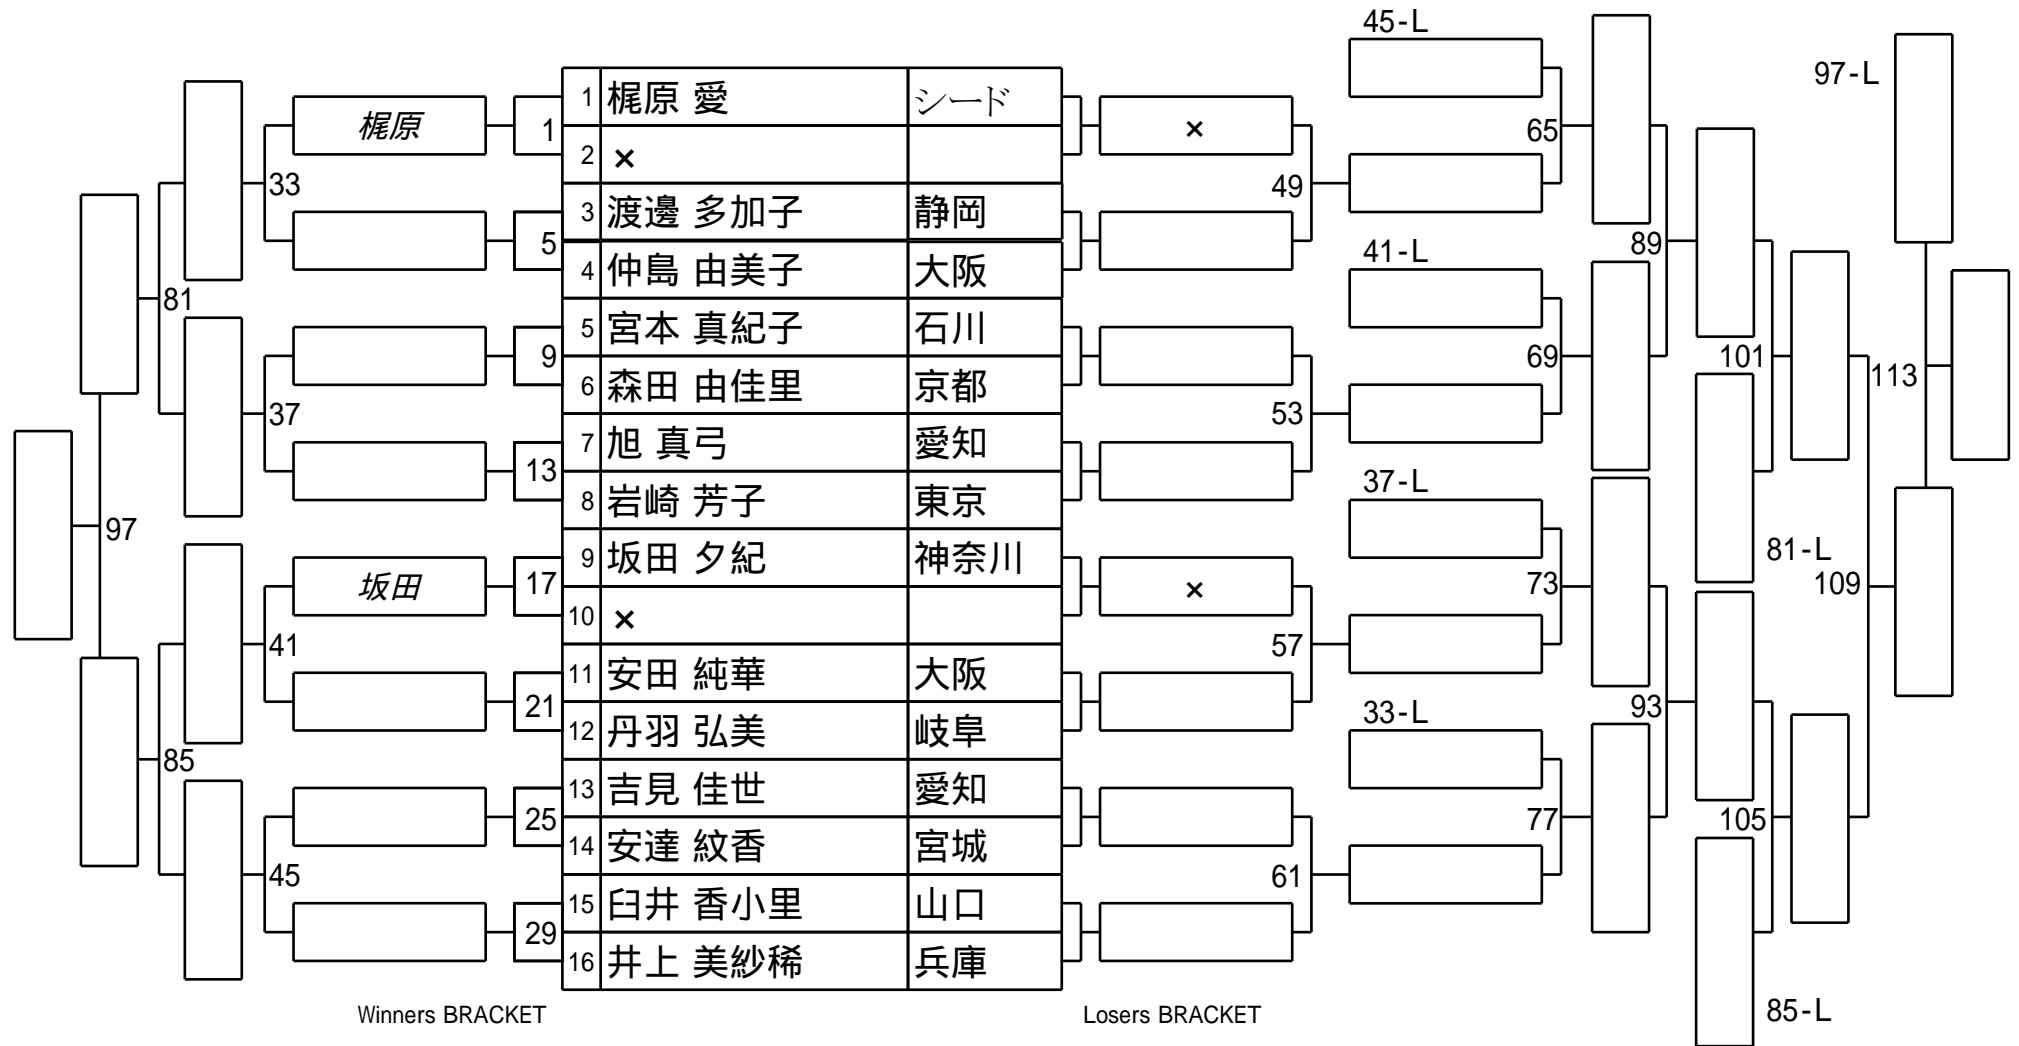 45-L
97-L
1 梶原 愛 シード
梶原
1
×
65
2 ×
33
49
3 渡邊 多加子 静岡
5
89
41-L
4 仲島 由美子 大阪
81
5 宮本 真紀子 石川
9
69
101
113
6 森田 由佳里 京都
37
53
7 旭 真弓 愛知
13
37-L
8 岩崎 芳子 東京
97
9 坂田 夕紀 神奈川
81-L
坂田
17
×
73
109
10 ×
41
57
11 安田 純華 大阪
21
33-L
93
12 丹羽 弘美 岐阜
85
13 吉見 佳世 愛知
25
77
105
14 安達 紋香 宮城
45
61
15 臼井 香小里 山口
29
16 井上 美紗稀 兵庫
Winners BRACKET
Losers BRACKET
85-L